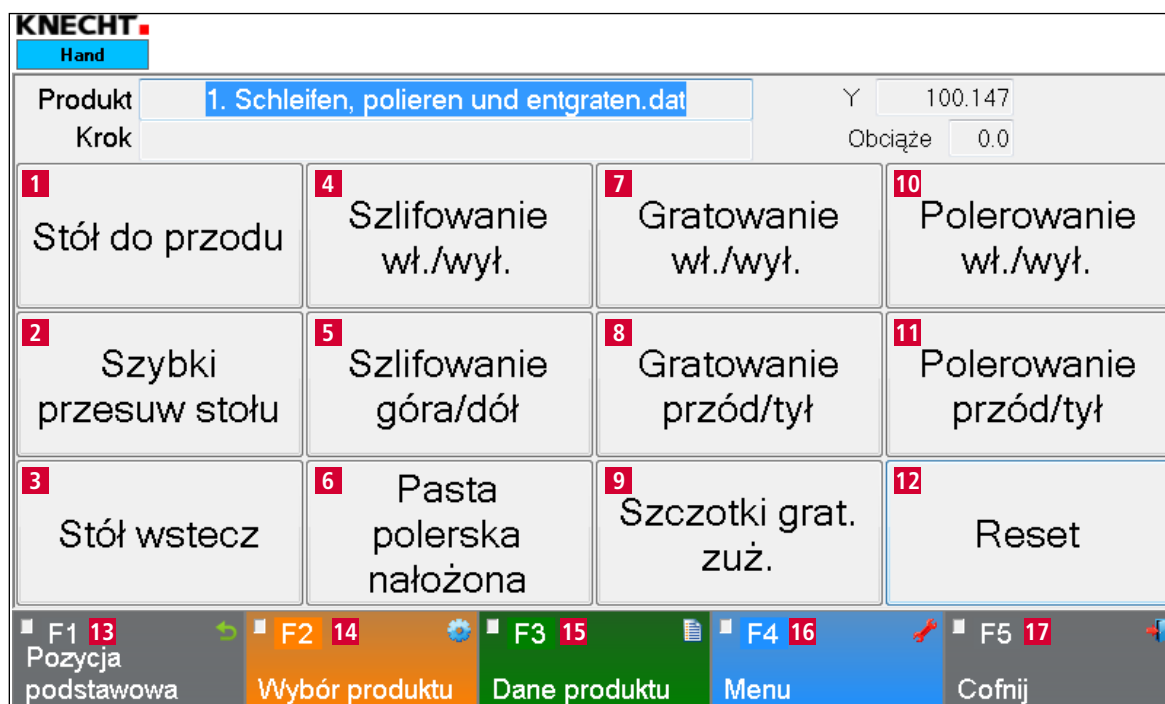 KNECHT
Hand
Produkt 1. Schleifen, polieren und entgraten.dat Y 100.147
Krok Obciąże 0.0
1
Stół do przodu
4
Szlifowanie
wł./wył.
7
Gratowanie
wł./wył.
10
Polerowanie
wł./wył.
2
Szybki
przesuw stołu
5
Szlifowanie
góra/dół
8
Gratowanie
przód/tył
11
Polerowanie
przód/tył
3
Stół wstecz
6
Pasta
polerska
nałożona
9
Szczotki grat.
zuż.
12
Reset
F1 13
Pozycja
podstawowa
F2 14
Wybór produktu
F3 15
Dane produktu
F4 16
Menu
F5 17
Cofnij